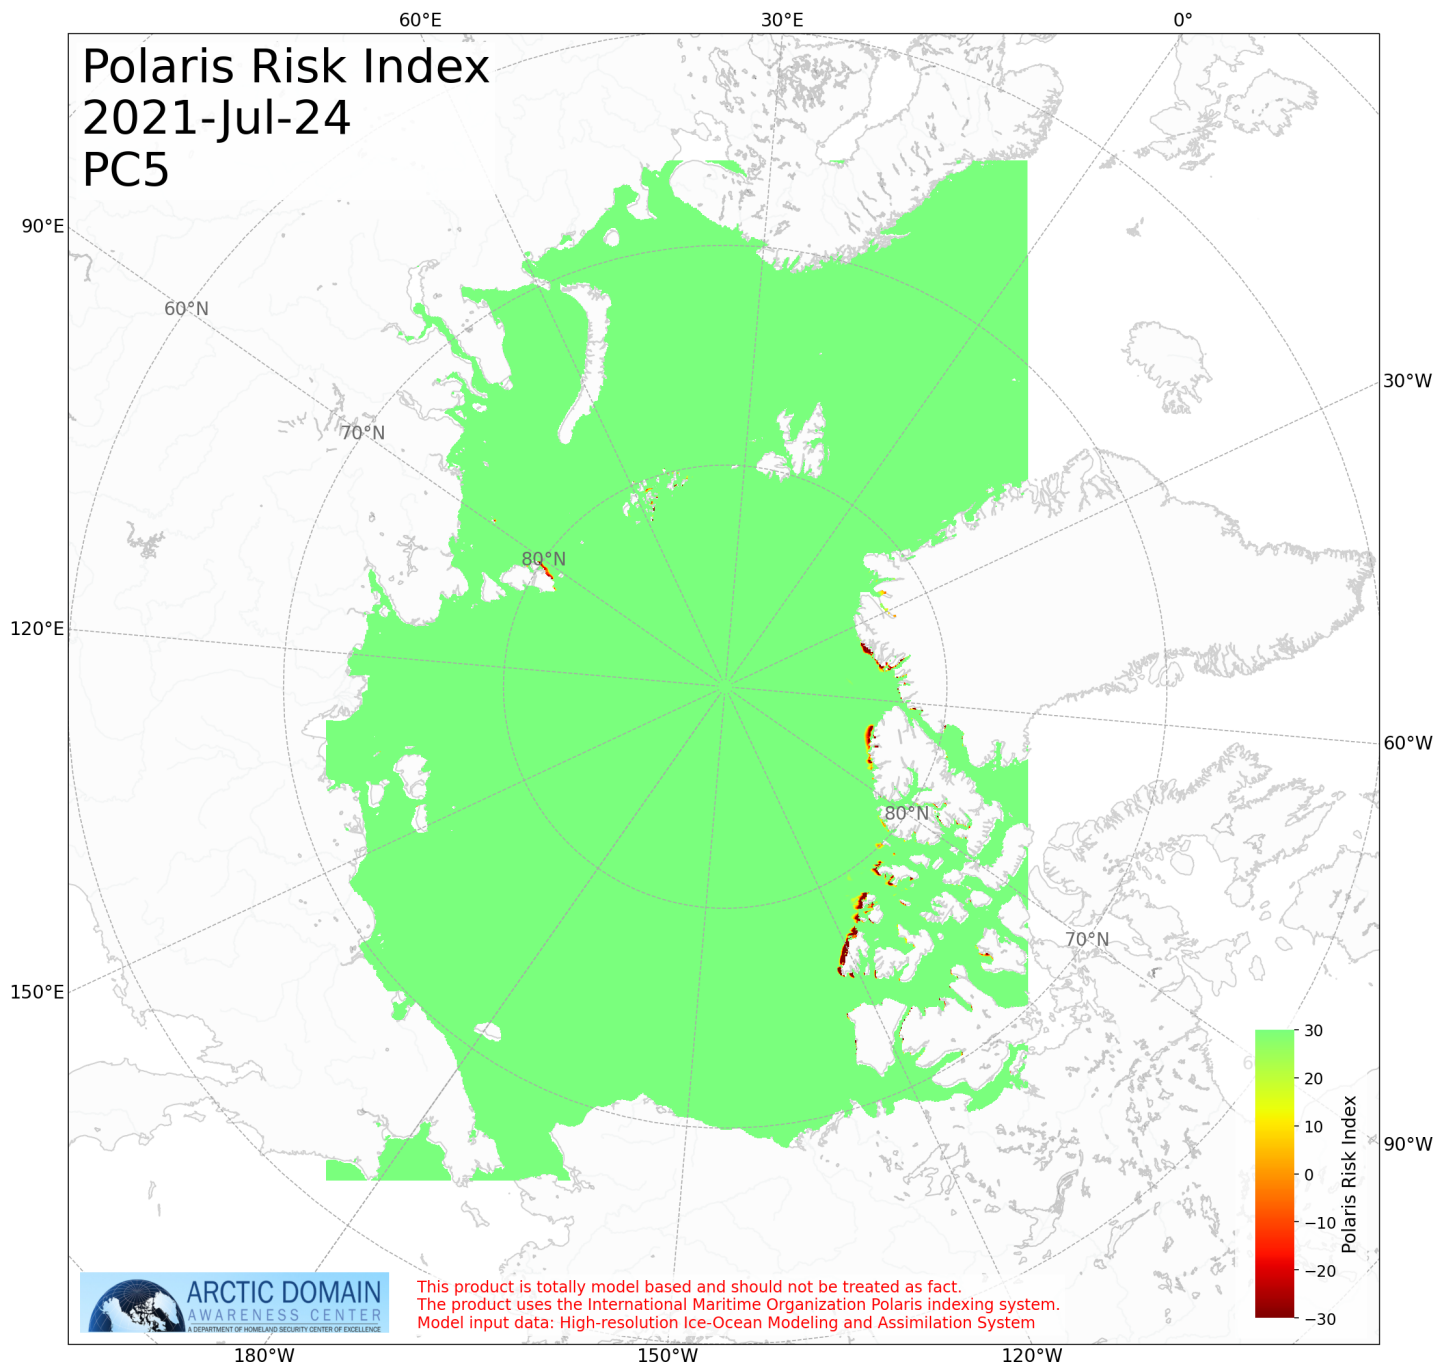 60°E 30°E 0°
Polaris Risk Index
2021-Jul-24
PC5
90°E
60°N
30°W
70°N
80°N
120°E
60°W
80°N
70°N
150°E
30
20
10
0
−10
−20
−30
Polaris Risk Index
90°W
ARCTIC DOMAIN
AWARENESS CENTER
A DEPARTMENT OF HOMELAND SECURITY CENTER OF EXCELLENCE
This product is totally model based and should not be treated as fact.
The product uses the International Maritime Organization Polaris indexing system.
Model input data: High-resolution Ice-Ocean Modeling and Assimilation System
180°W 150°W 120°W